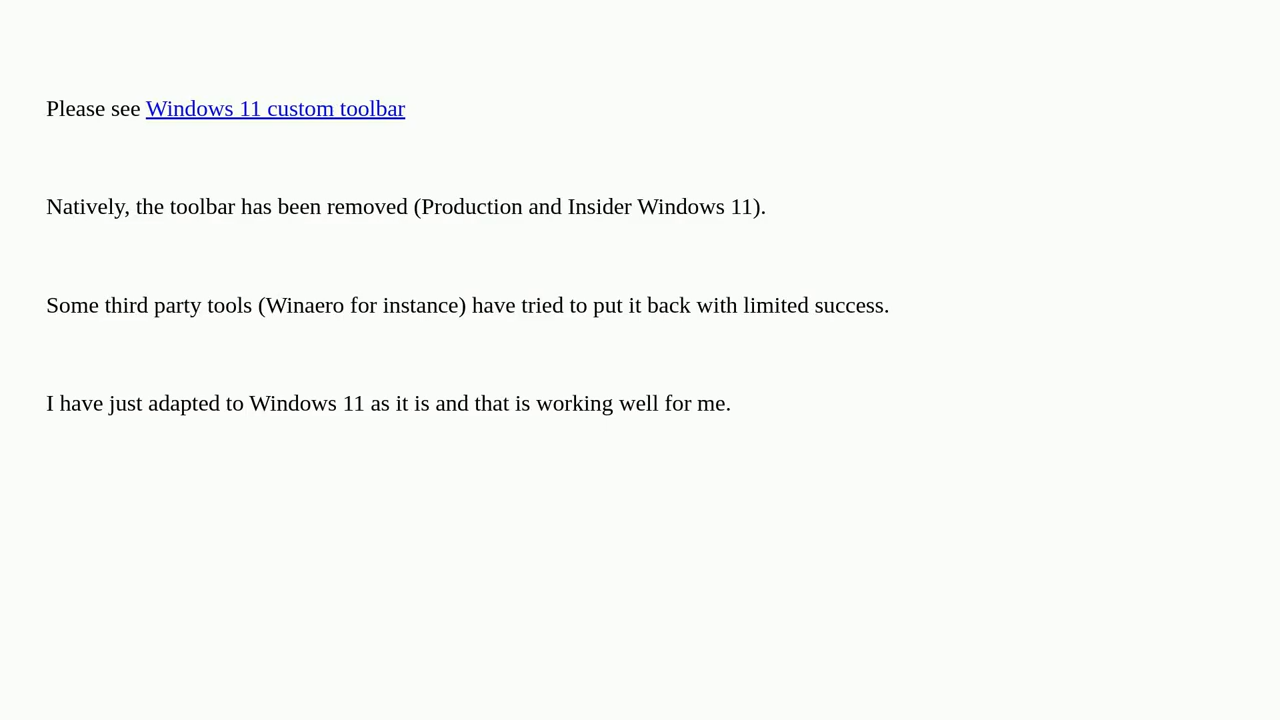 Please see Windows 11 custom toolbar
Natively, the toolbar has been removed (Production and Insider Windows 11).
Some third party tools (Winaero for instance) have tried to put it back with limited success.
I have just adapted to Windows 11 as it is and that is working well for me.